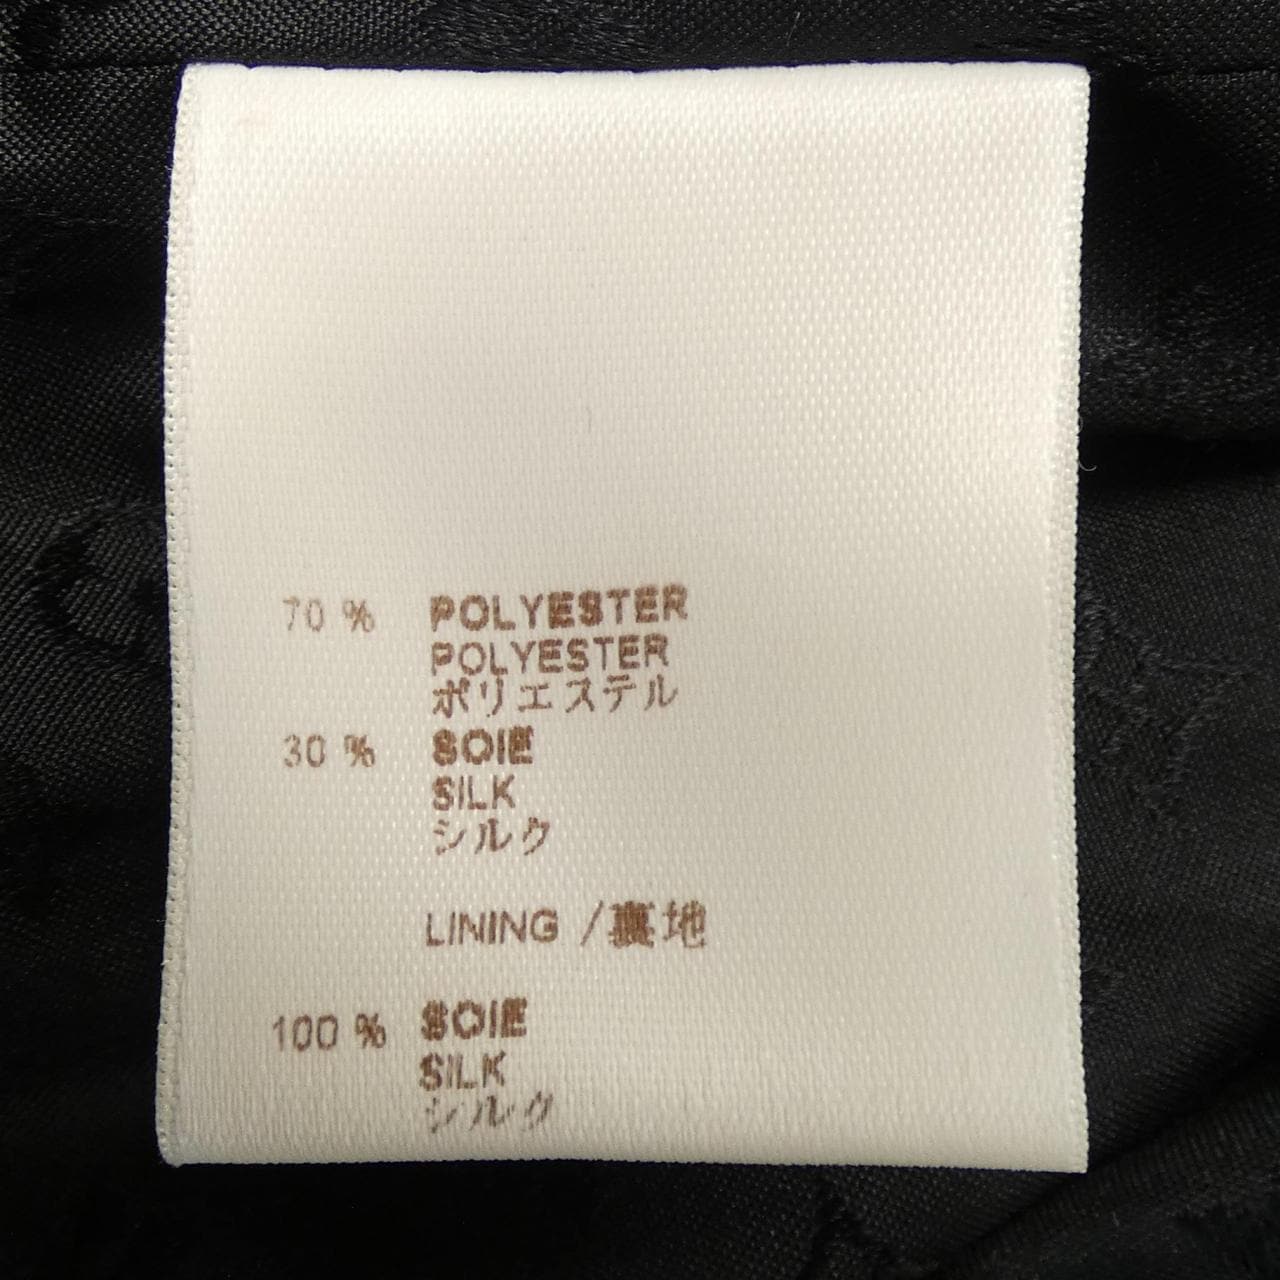 70 % POLYESTER
POLYESTER
ポリエステル
30 % SOIE
SILK
シルク
LINING / 裏地
100 % SOIE
SILK
シルク